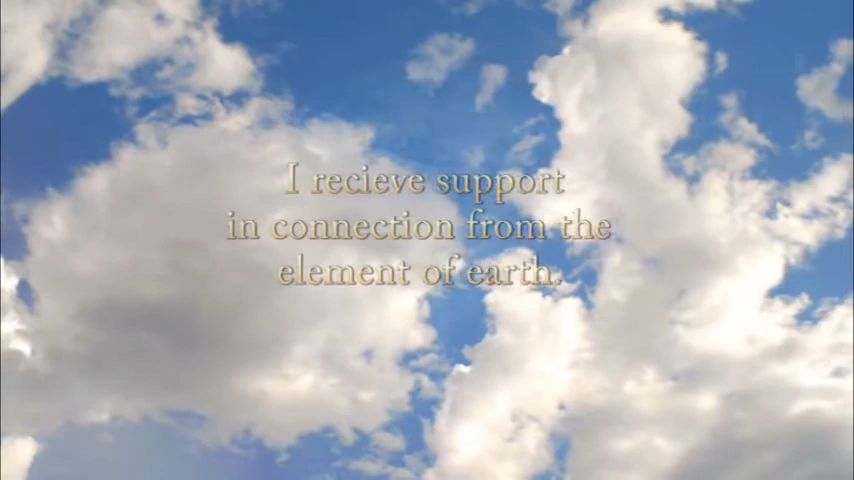 I recieve support
in connection from the
element of earth.